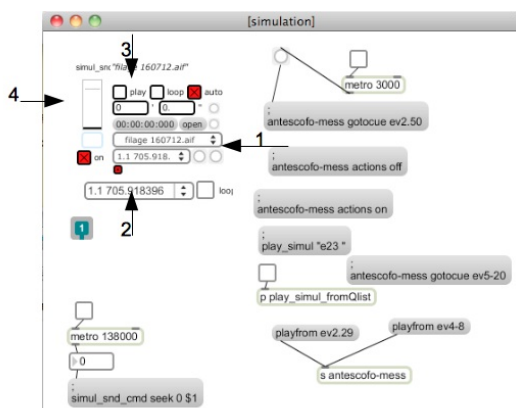 [simulation]
3
simul_snd "filage 160712.aif"
4
play loop auto
0 ' 0. "
00:00:00:000 open
filage 160712.aif
1
on 1.1 705.918.
1.1 705.918396 loop
2
1
metro 138000
0
;
simul_snd_cmd seek 0 $1
metro 3000
;
antescofo-mess gotocue ev2.50
;
antescofo-mess actions off
;
antescofo-mess actions on
;
play_simul "e23 "
;
antescofo-mess gotocue ev5-20
p play_simul_fromQlist
playfrom ev2.29
playfrom ev4-8
s antescofo-mess